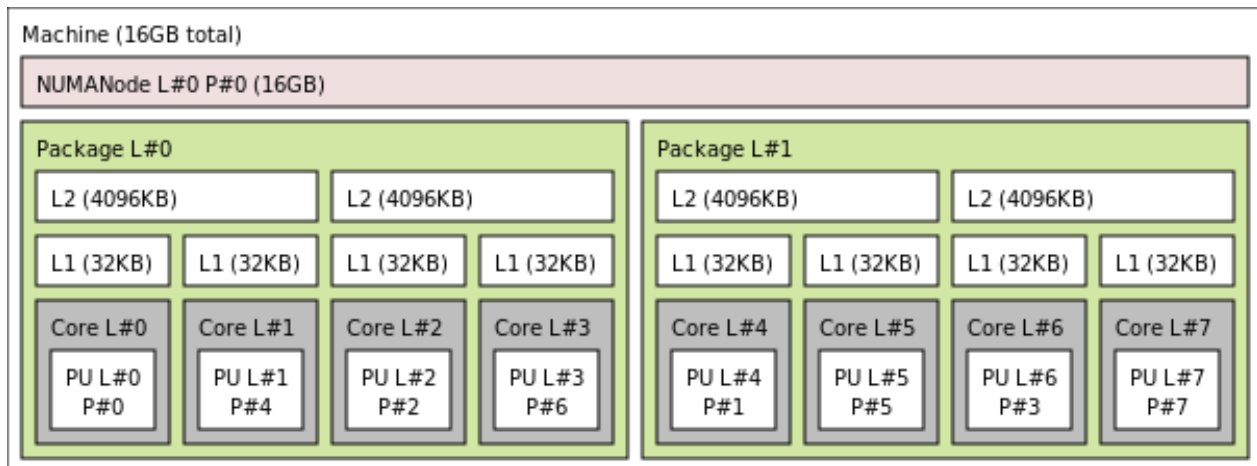 Machine (16GB total)
NUMANode L#0 P#0 (16GB)
Package L#0
L2 (4096KB)
L2 (4096KB)
L1 (32KB)
L1 (32KB)
L1 (32KB)
L1 (32KB)
Core L#0
PU L#0
P#0
Core L#1
PU L#1
P#4
Core L#2
PU L#2
P#2
Core L#3
PU L#3
P#6
Package L#1
L2 (4096KB)
L2 (4096KB)
L1 (32KB)
L1 (32KB)
L1 (32KB)
L1 (32KB)
Core L#4
PU L#4
P#1
Core L#5
PU L#5
P#5
Core L#6
PU L#6
P#3
Core L#7
PU L#7
P#7